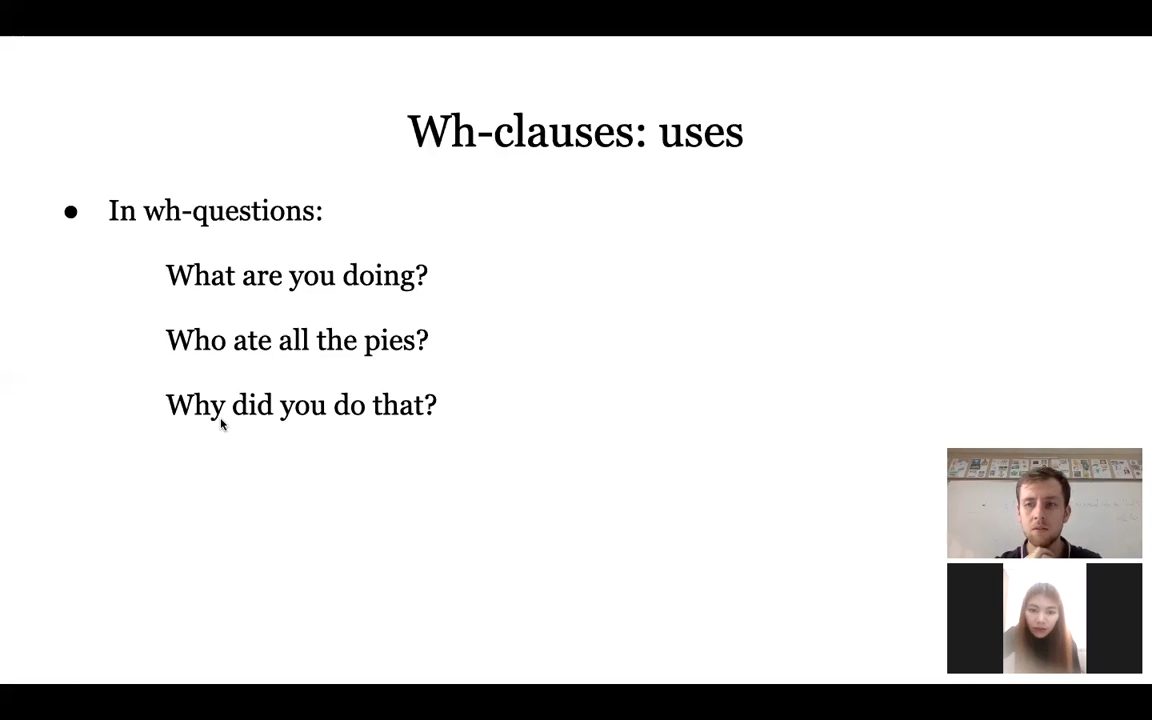 Wh-clauses: uses
● In wh-questions:
What are you doing?
Who ate all the pies?
Why did you do that?